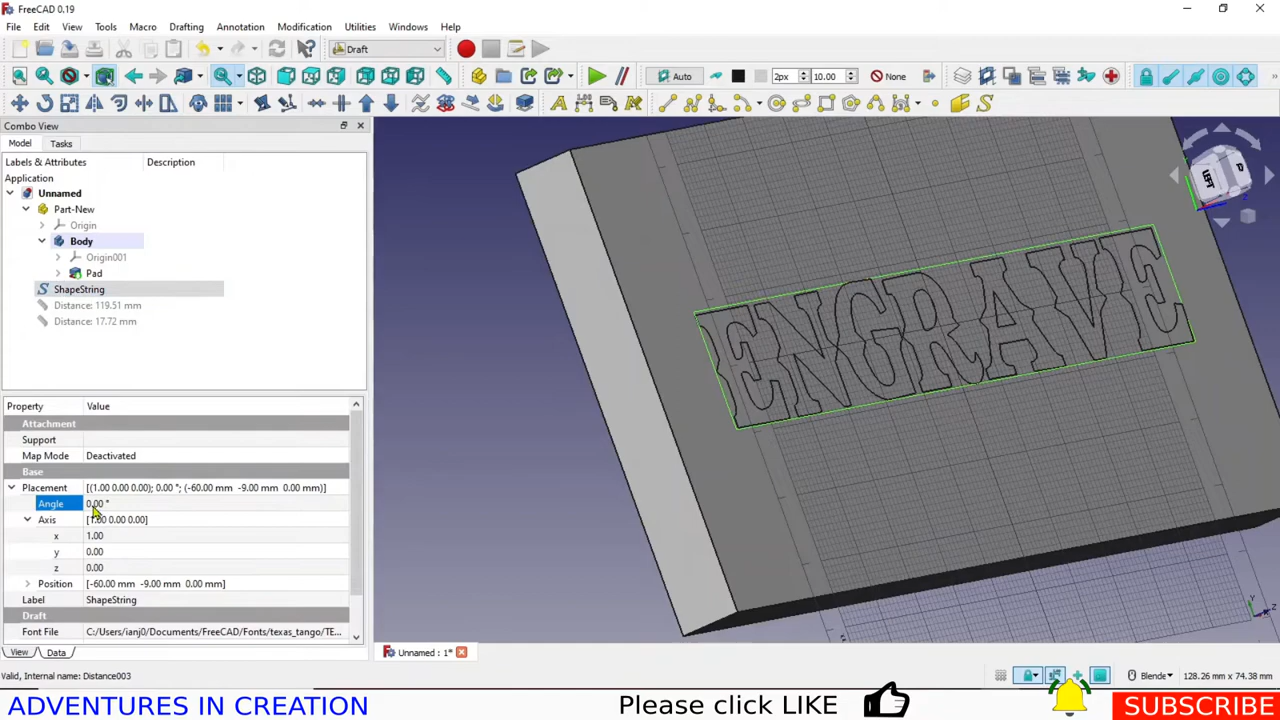 FreeCAD 0.19
File Edit View Tools Macro Drafting Annotation Modification Utilities Windows Help
Draft
Auto 2px 10.00 None
Combo View
Model Tasks
Labels & Attributes Description
Application
Unnamed
Part-New
Origin
Body
Origin001
Pad
ShapeString
Distance: 119.51 mm
Distance: 17.72 mm
ENGRAVE
LEFT
Property Value
Attachment
Support
Map Mode Deactivated
Base
Placement [(1.00 0.00 0.00); 0.00 °; (-60.00 mm -9.00 mm 0.00 mm)]
Angle 0.00 °
Axis [1.00 0.00 0.00]
x 1.00
y 0.00
z 0.00
Position [-60.00 mm -9.00 mm 0.00 mm]
Label ShapeString
Draft
Font File C:/Users/ianj0/Documents/FreeCAD/Fonts/texas_tango/TE...
View Data
Unnamed : 1*
Valid, Internal name: Distance003
Blende 128.26 mm x 74.38 mm
ADVENTURES IN CREATION Please click LIKE SUBSCRIBE